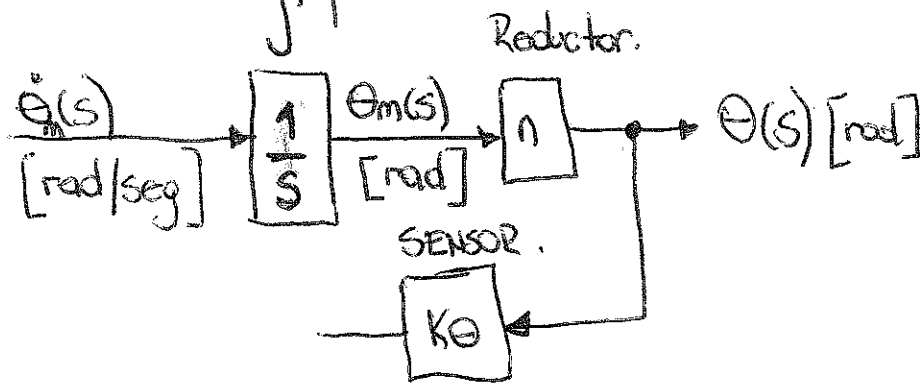 Reductor.
θ̇m(s)
[rad/seg]
1
s
θm(s)
[rad]
n
θ(s) [rad]
SENSOR.
Kθ